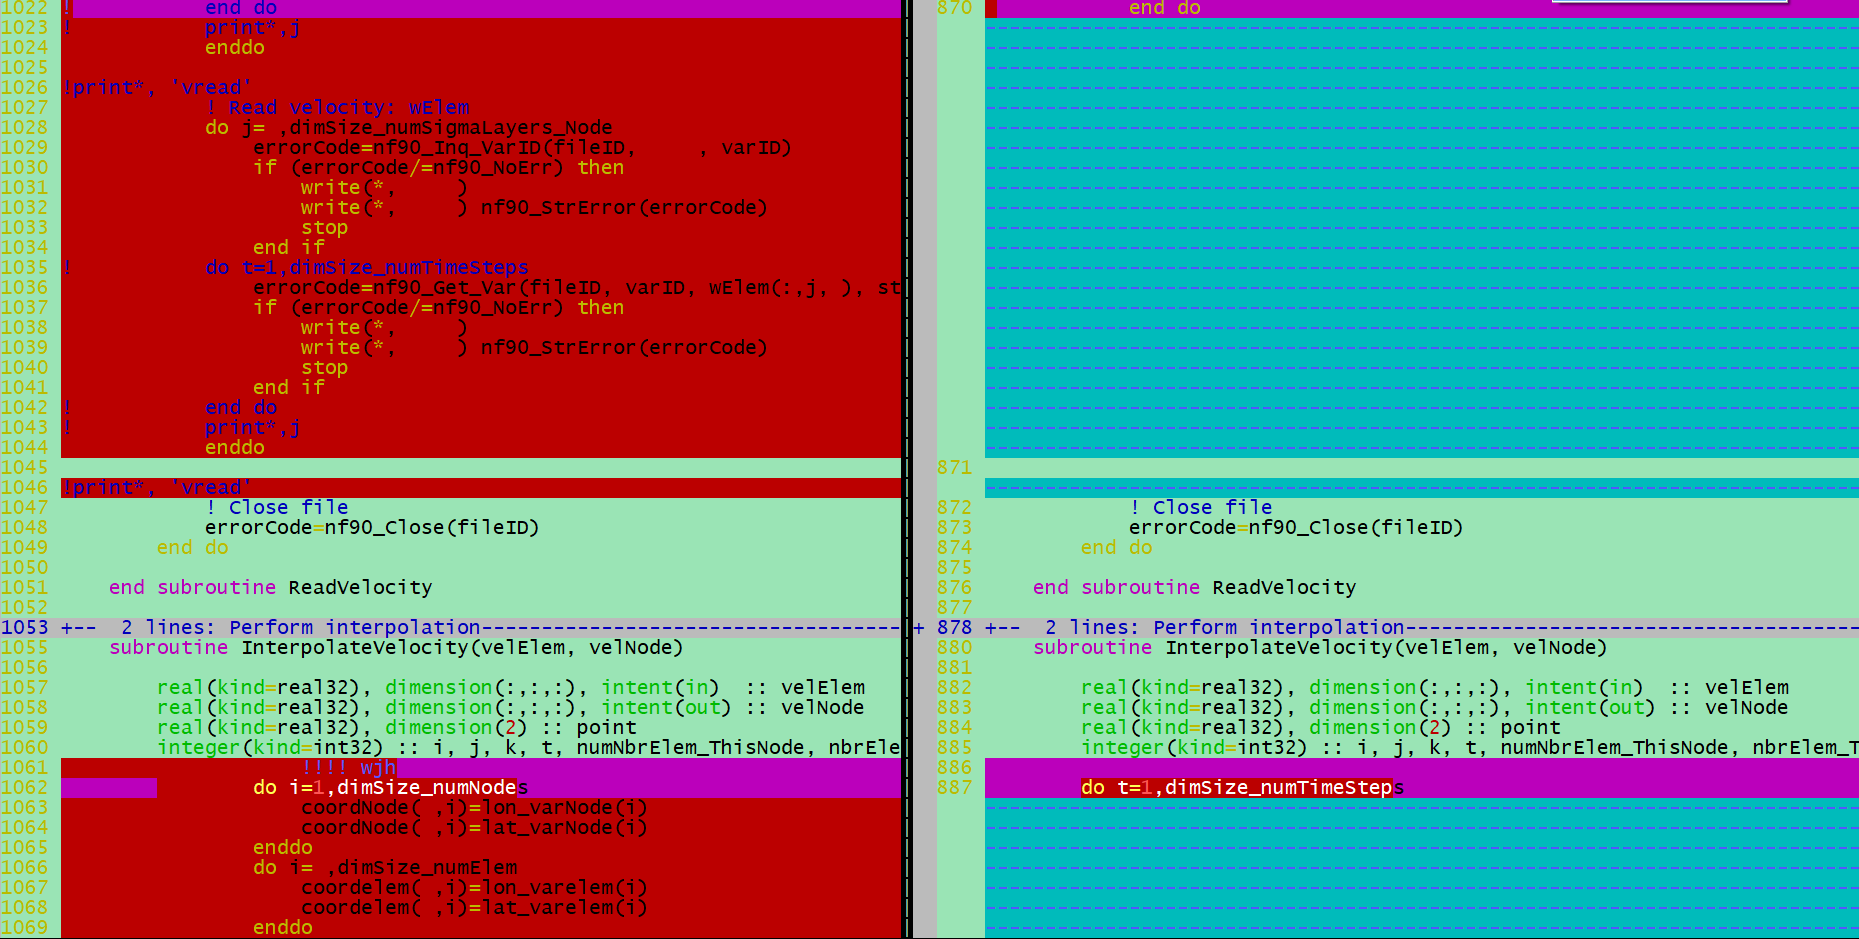 1022 !           end do
1023 !           print*,j
1024             enddo
1025
1026 !print*, 'vread'
1027             ! Read velocity: wElem
1028             do j= ,dimSize_numSigmaLayers_Node
1029                 errorCode=nf90_Inq_VarID(fileID,      , varID)
1030                 if (errorCode/=nf90_NoErr) then
1031                     write(*,      )
1032                     write(*,      ) nf90_StrError(errorCode)
1033                     stop
1034                 end if
1035 !           do t=1,dimSize_numTimeSteps
1036                 errorCode=nf90_Get_Var(fileID, varID, wElem(:,j, ), st
1037                 if (errorCode/=nf90_NoErr) then
1038                     write(*,      )
1039                     write(*,      ) nf90_StrError(errorCode)
1040                     stop
1041                 end if
1042 !           end do
1043 !           print*,j
1044             enddo
1045
1046 !print*, 'vread'
1047             ! Close file
1048             errorCode=nf90_Close(fileID)
1049         end do
1050
1051     end subroutine ReadVelocity
1052
1053 +--  2 lines: Perform interpolation-----------------------------------
1055     subroutine InterpolateVelocity(velElem, velNode)
1056
1057         real(kind=real32), dimension(:,:,:), intent(in)  :: velElem
1058         real(kind=real32), dimension(:,:,:), intent(out) :: velNode
1059         real(kind=real32), dimension(2) :: point
1060         integer(kind=int32) :: i, j, k, t, numNbrElem_ThisNode, nbrEle
1061                     !!!! wjh
1062                 do i=1,dimSize_numNodes
1063                     coordNode( ,i)=lon_varNode(i)
1064                     coordNode( ,i)=lat_varNode(i)
1065                 enddo
1066                 do i= ,dimSize_numElem
1067                     coordelem( ,i)=lon_varelem(i)
1068                     coordelem( ,i)=lat_varelem(i)
1069                 enddo
870             end do
871
872             ! Close file
873             errorCode=nf90_Close(fileID)
874         end do
875
876     end subroutine ReadVelocity
877
+ 878 +--  2 lines: Perform interpolation--------------------------------------
880     subroutine InterpolateVelocity(velElem, velNode)
881
882         real(kind=real32), dimension(:,:,:), intent(in)  :: velElem
883         real(kind=real32), dimension(:,:,:), intent(out) :: velNode
884         real(kind=real32), dimension(2) :: point
885         integer(kind=int32) :: i, j, k, t, numNbrElem_ThisNode, nbrElem_T
886
887         do t=1,dimSize_numTimeSteps